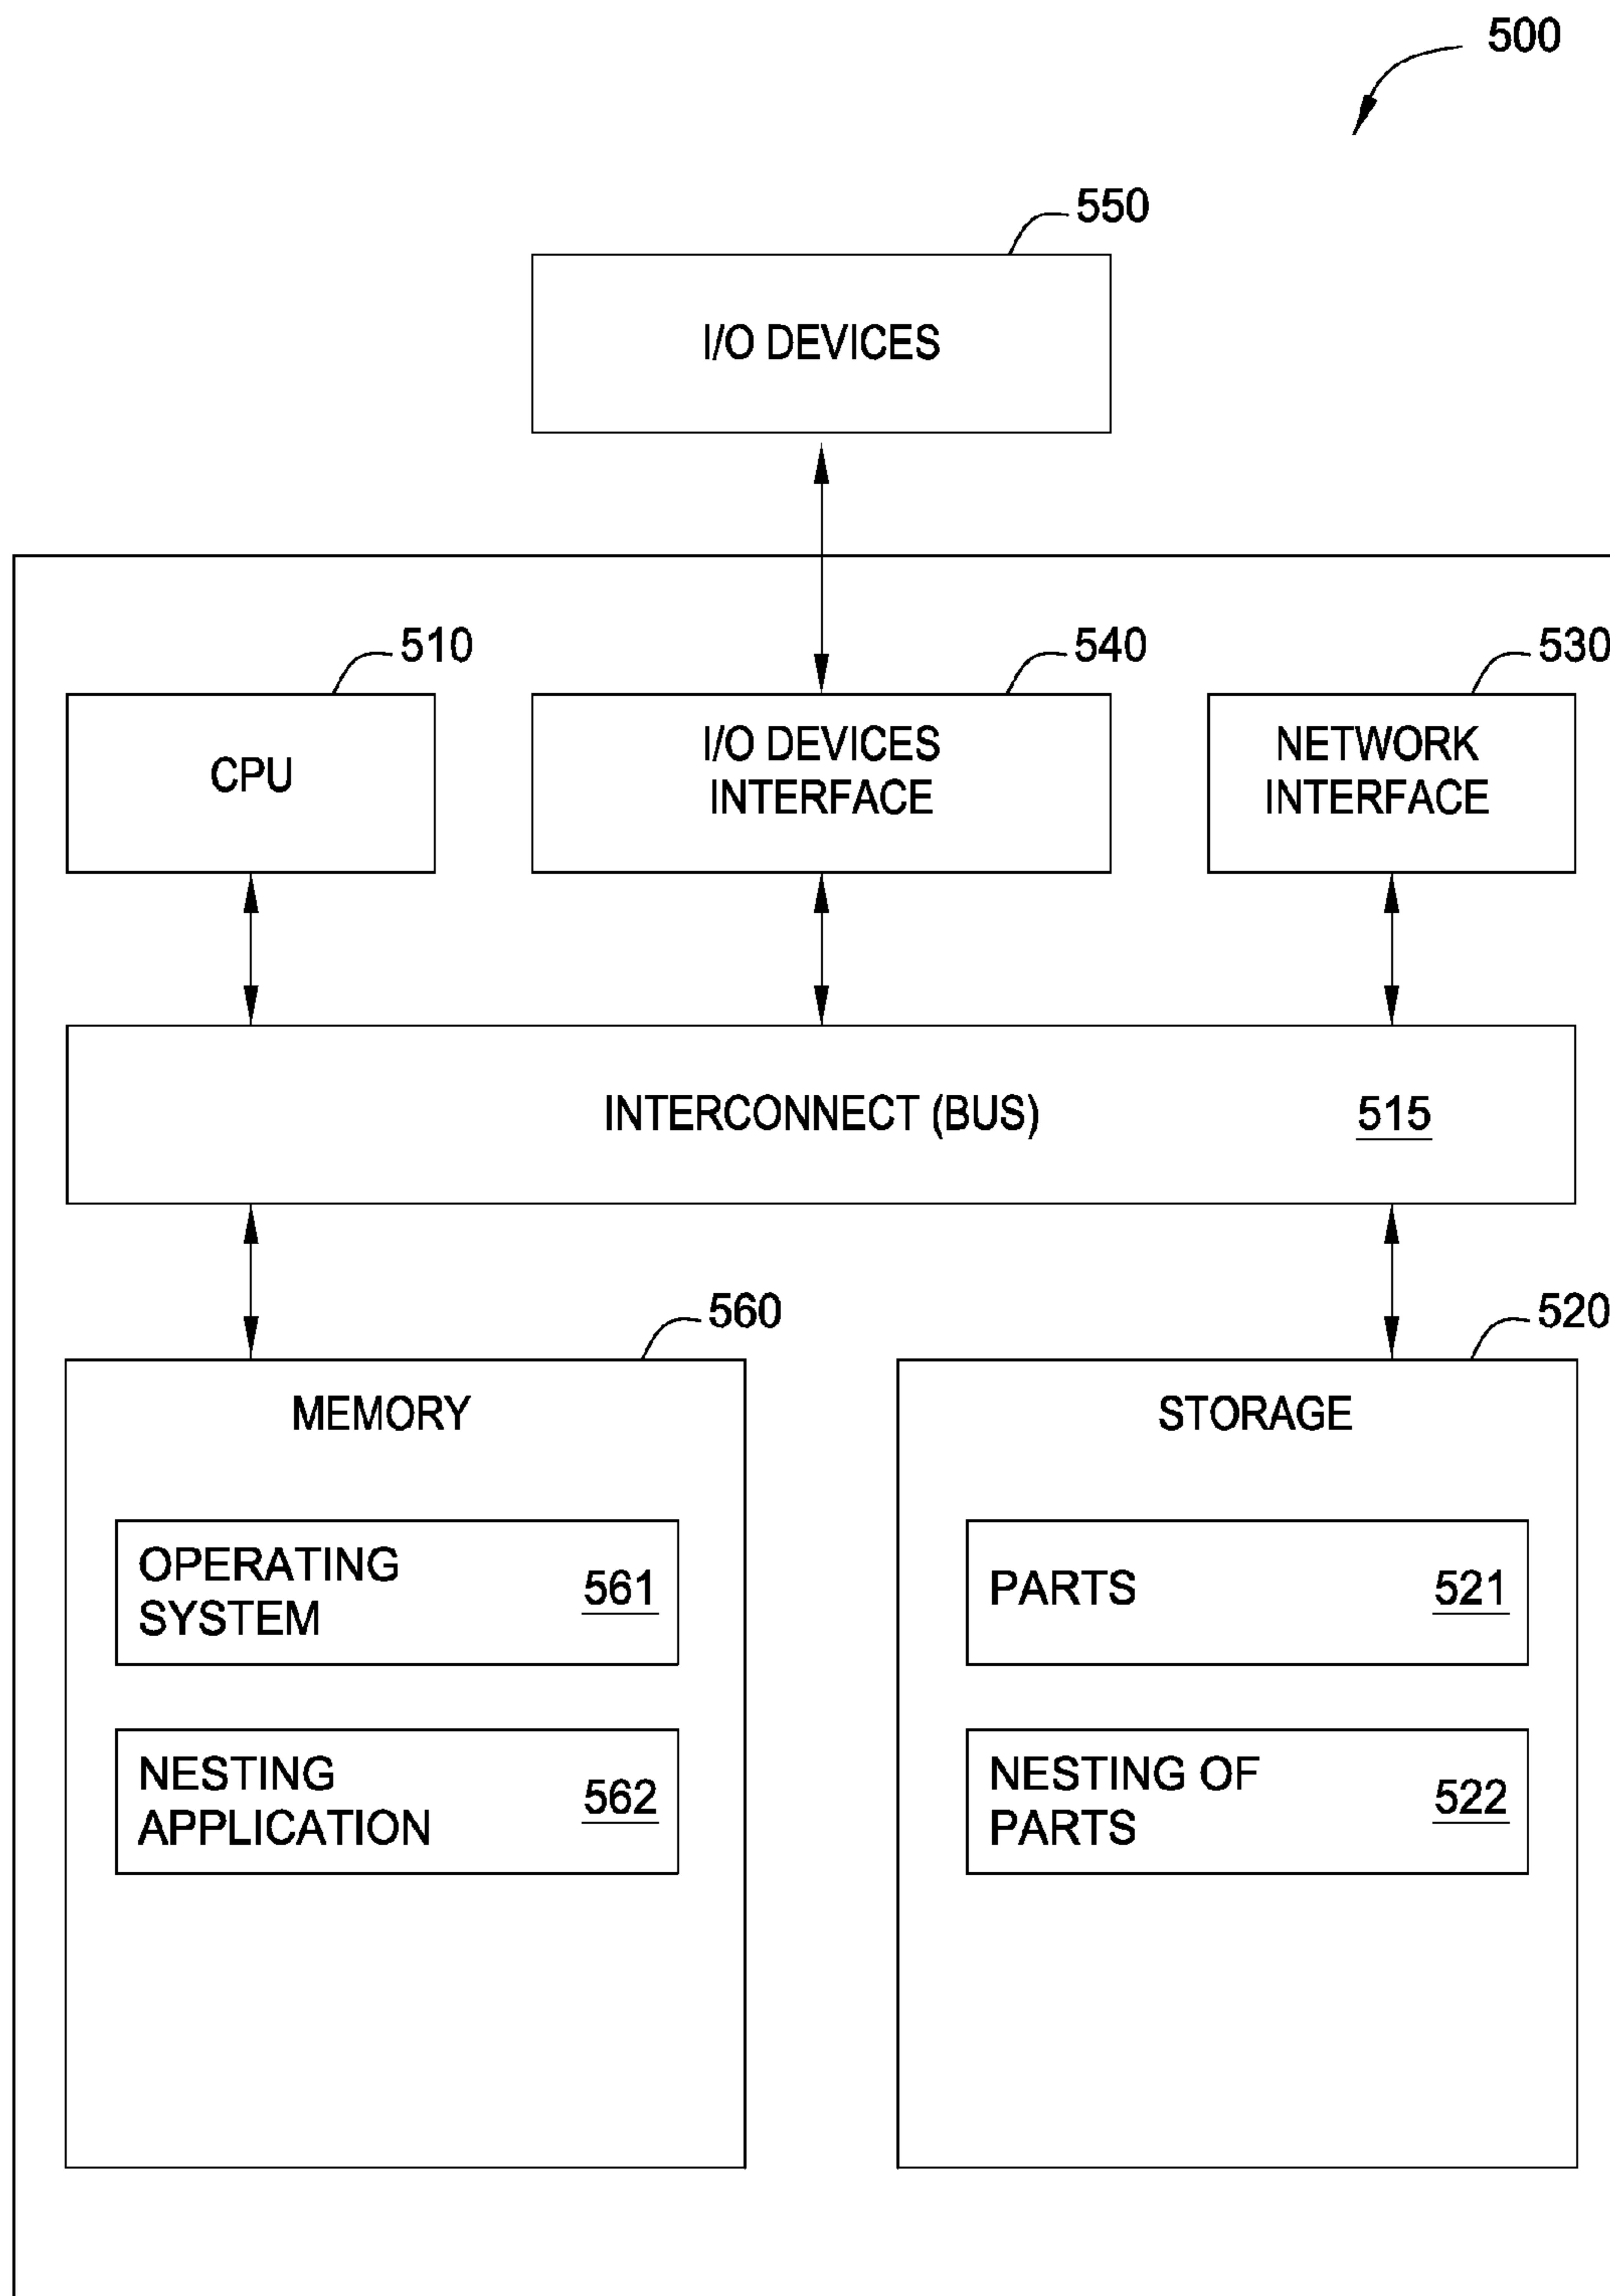 500
550
I/O DEVICES
510
540
530
CPU
I/O DEVICES
INTERFACE
NETWORK
INTERFACE
INTERCONNECT (BUS)
515
560
520
MEMORY
STORAGE
OPERATING
SYSTEM
561
PARTS
521
NESTING
APPLICATION
562
NESTING OF
PARTS
522